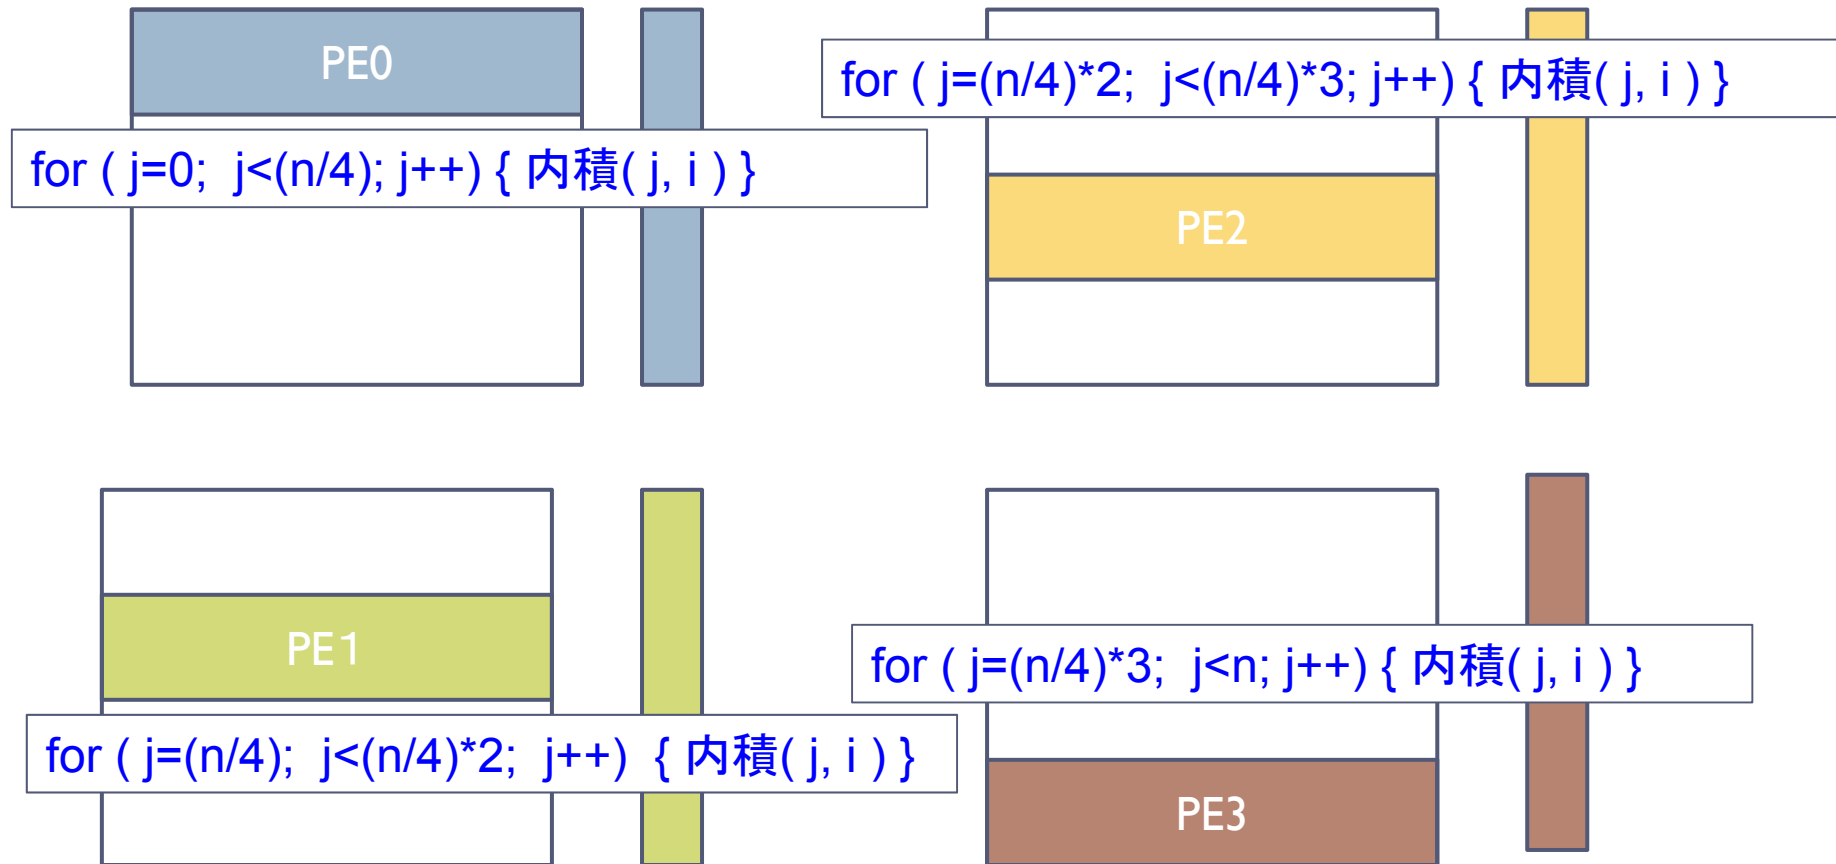 PE0
for ( j=0; j<(n/4); j++) { 内積( j, i ) }
for ( j=(n/4)*2; j<(n/4)*3; j++) { 内積( j, i ) }
PE2
PE1
for ( j=(n/4); j<(n/4)*2; j++) { 内積( j, i ) }
for ( j=(n/4)*3; j<n; j++) { 内積( j, i ) }
PE3